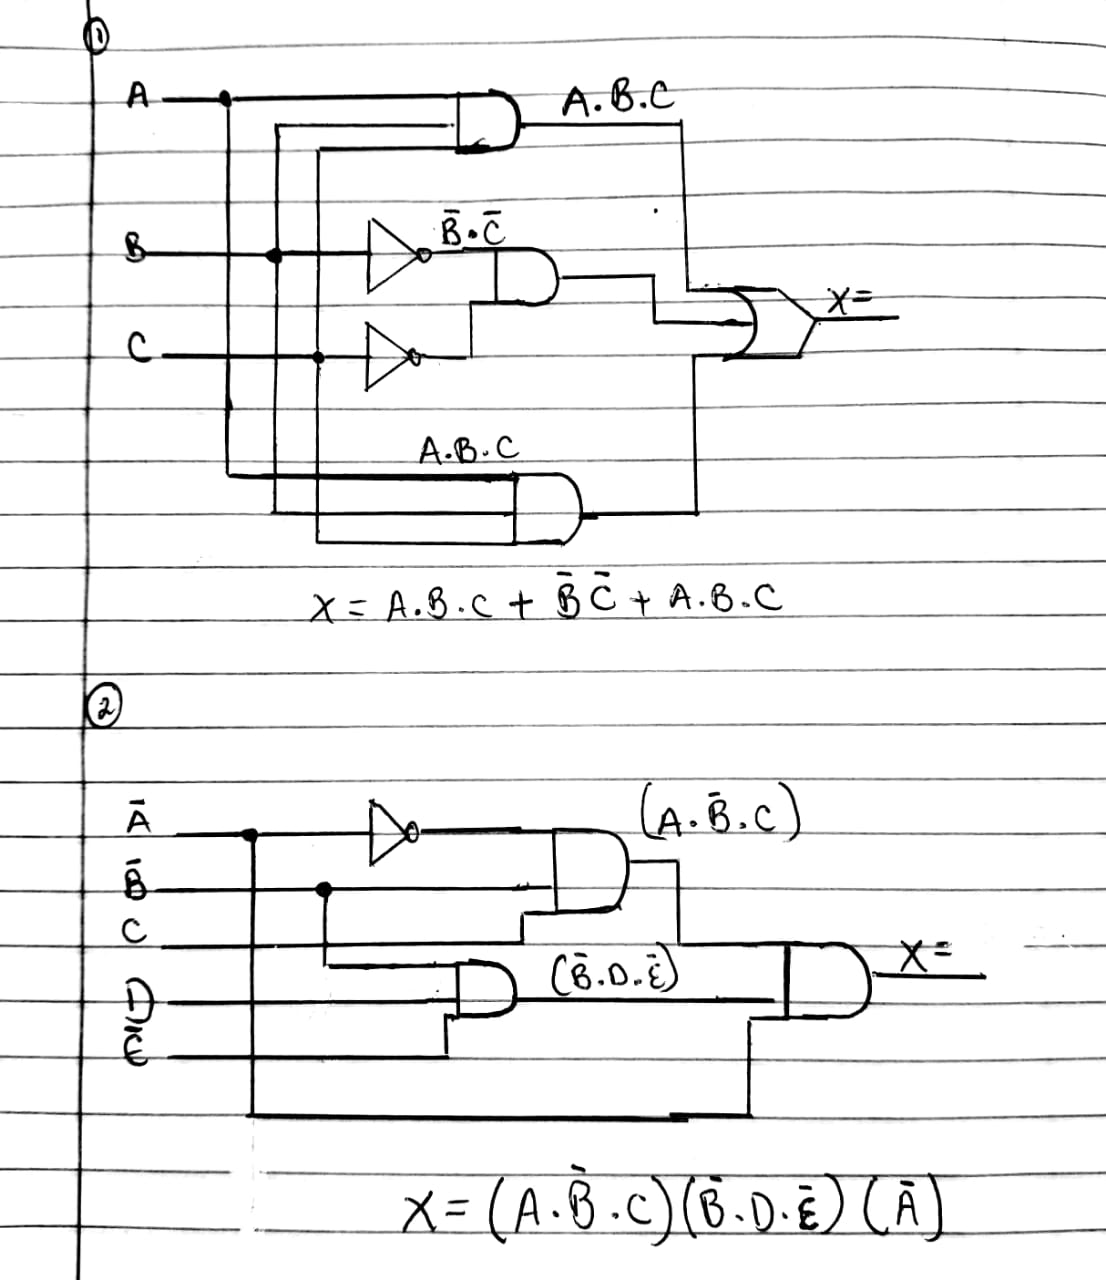 ①
A
A.B.C
B
B̄.C̄
X=
C
A.B.C
X = A.B.C + B̄ C̄ + A.B.C
②
Ā
(A.B̄.C)
B̄
C
X=
(B̄.D.Ē)
D
Ē
X = (A.B̄.C)(B̄.D.Ē)(Ā)